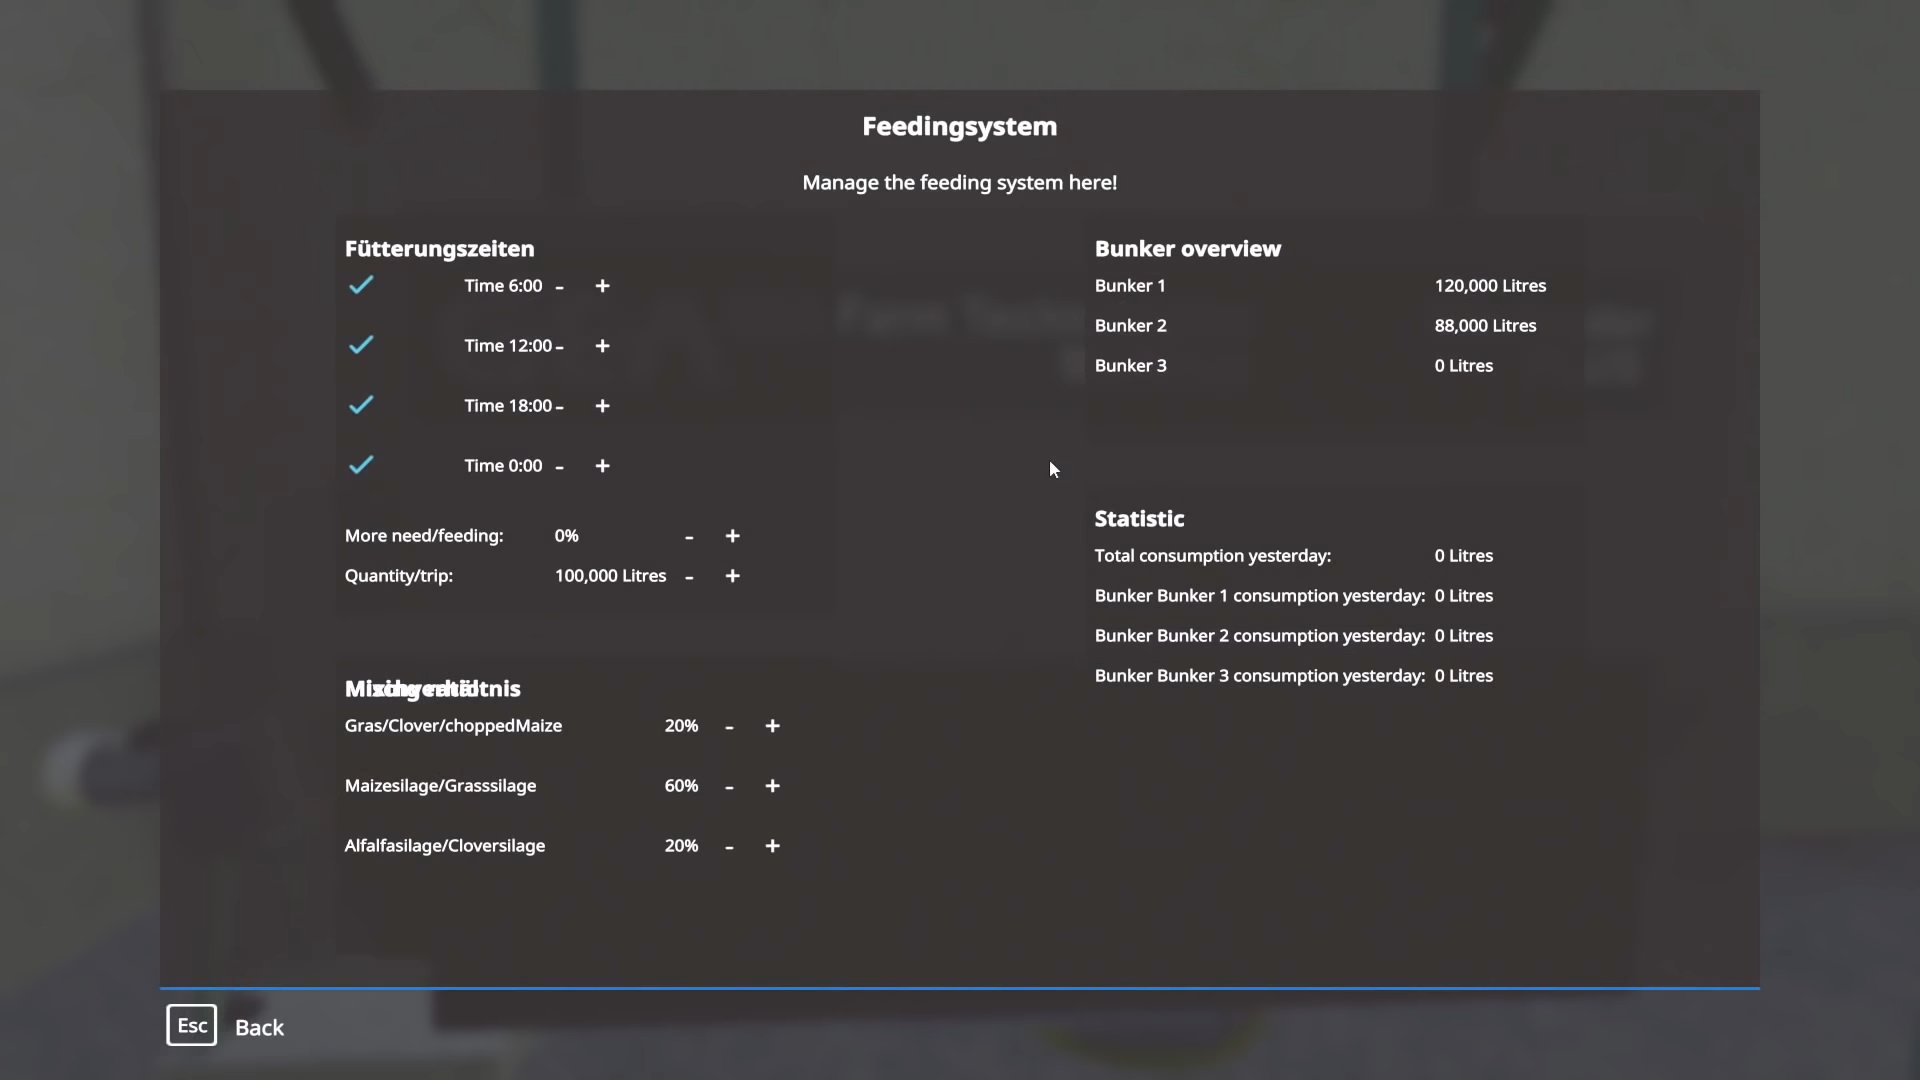 Feedingsystem
Manage the feeding system here!
Fütterungszeiten
Time 6:00 - +
Time 12:00 - +
Time 18:00 - +
Time 0:00 - +
More need/feeding: 0% - +
Quantity/trip: 100,000 Litres - +
Gras/Clover/choppedMaize 20% - +
Maizesilage/Grasssilage 60% - +
Alfalfasilage/Cloversilage 20% - +
Bunker overview
Bunker 1 120,000 Litres
Bunker 2 88,000 Litres
Bunker 3 0 Litres
Statistic
Total consumption yesterday: 0 Litres
Bunker Bunker 1 consumption yesterday: 0 Litres
Bunker Bunker 2 consumption yesterday: 0 Litres
Bunker Bunker 3 consumption yesterday: 0 Litres
Esc Back